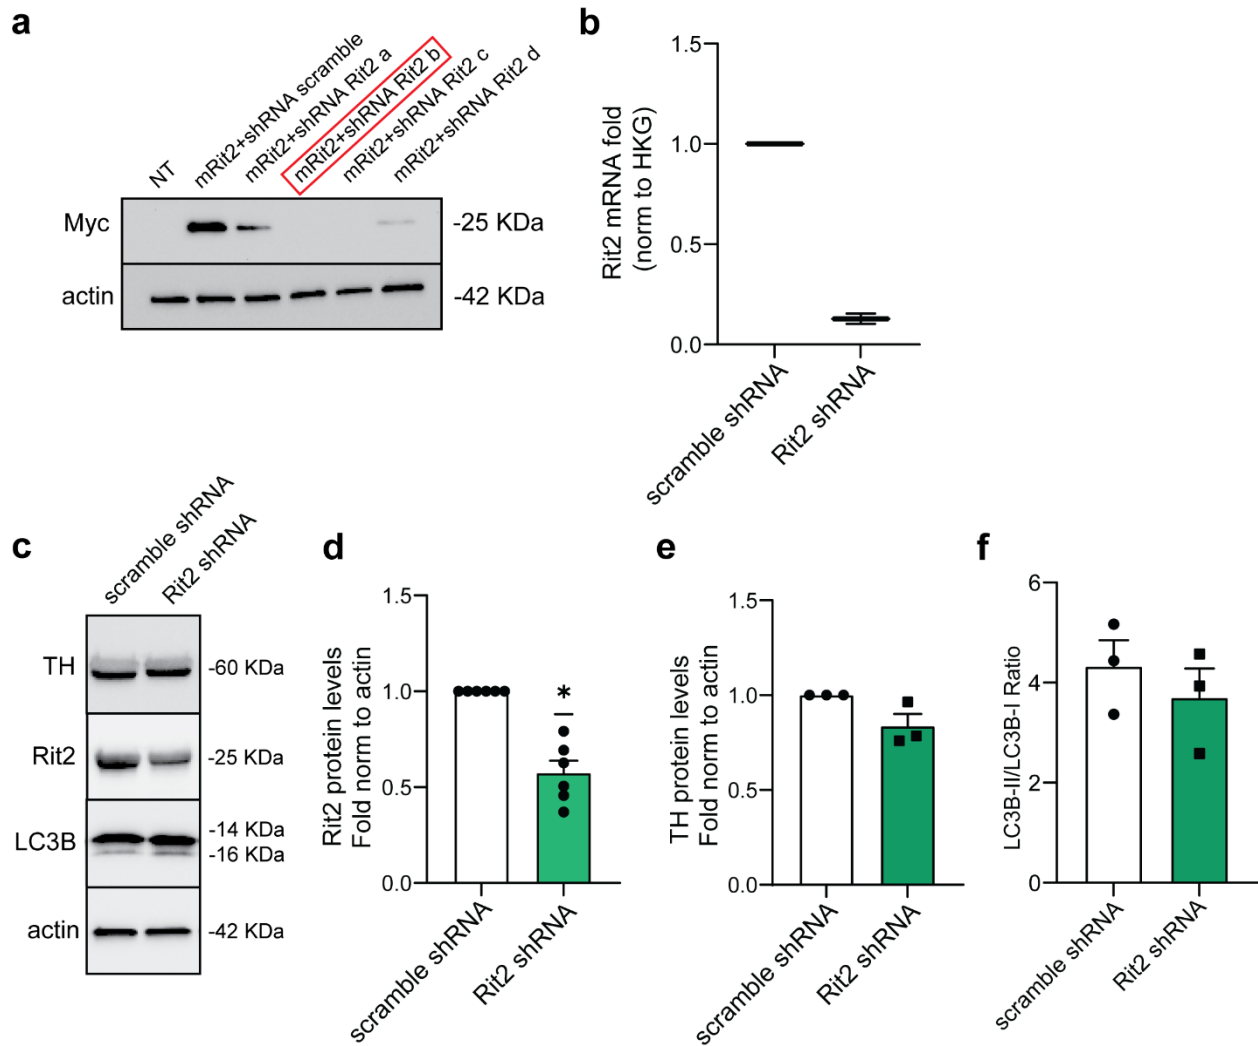 a
NT
mRit2+shRNA scramble
mRit2+shRNA Rit2 a
mRit2+shRNA Rit2 b
mRit2+shRNA Rit2 c
mRit2+shRNA Rit2 d
Myc
-25 KDa
actin
-42 KDa
b
Rit2 mRNA fold
(norm to HKG)
1.5
1.0
0.5
0.0
scramble shRNA
Rit2 shRNA
c
scramble shRNA
Rit2 shRNA
TH
-60 KDa
Rit2
-25 KDa
LC3B
-14 KDa
-16 KDa
actin
-42 KDa
d
Rit2 protein levels
Fold norm to actin
1.5
1.0
0.5
0.0
*
scramble shRNA
Rit2 shRNA
e
TH protein levels
Fold norm to actin
1.5
1.0
0.5
0.0
scramble shRNA
Rit2 shRNA
f
LC3B-II/LC3B-I Ratio
6
4
2
0
scramble shRNA
Rit2 shRNA